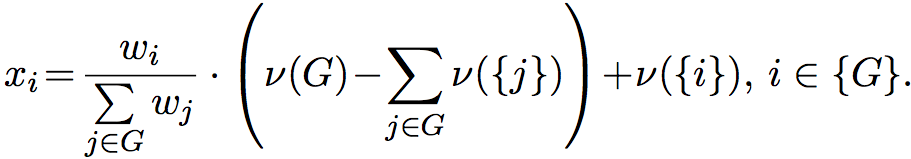 x_i = \frac{w_i}{\sum_{j \in G} w_j} \cdot \left( \nu(G) - \sum_{j \in G} \nu(\{j\}) \right) + \nu(\{i\}), \, i \in \{G\}.